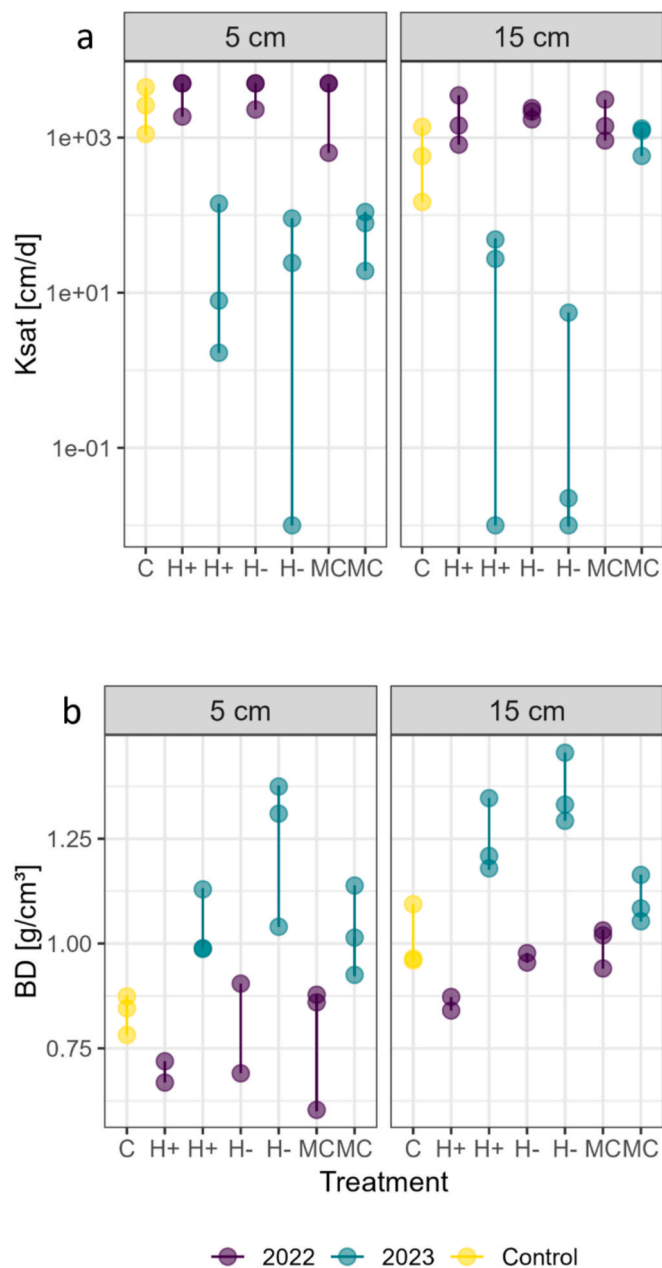 a
5 cm 15 cm
1e+03
1e+01
1e-01
Ksat [cm/d]
C H+ H+ H- H- MC MC C H+ H+ H- H- MC MC
b
5 cm 15 cm
1.25
1.00
0.75
BD [g/cm³]
C H+ H+ H- H- MC MC C H+ H+ H- H- MC MC
Treatment
2022 2023 Control